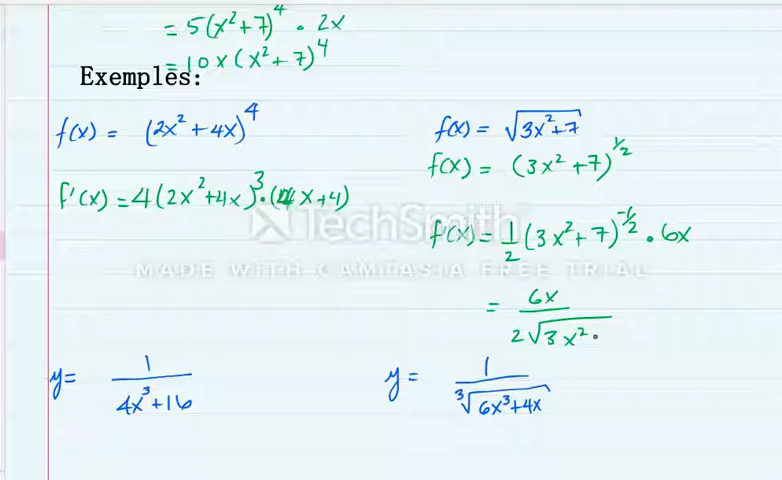 = 5(x² + 7)⁴ · 2x
= 10x(x² + 7)⁴
Exemples:
f(x) = (2x² + 4x)⁴
f'(x) = 4(2x² + 4x)³ · (4x + 4)
f(x) = √(3x² + 7)
f(x) = (3x² + 7)^(1/2)
f(x) = 1/2 (3x² + 7)^(-1/2) · 6x
= 6x / 2√(3x²
TechSmith
MADE WITH CAMTASIA FREE TRIAL
y = 1 / (4x³ + 16)
y = 1 / ³√(6x³ + 4x)